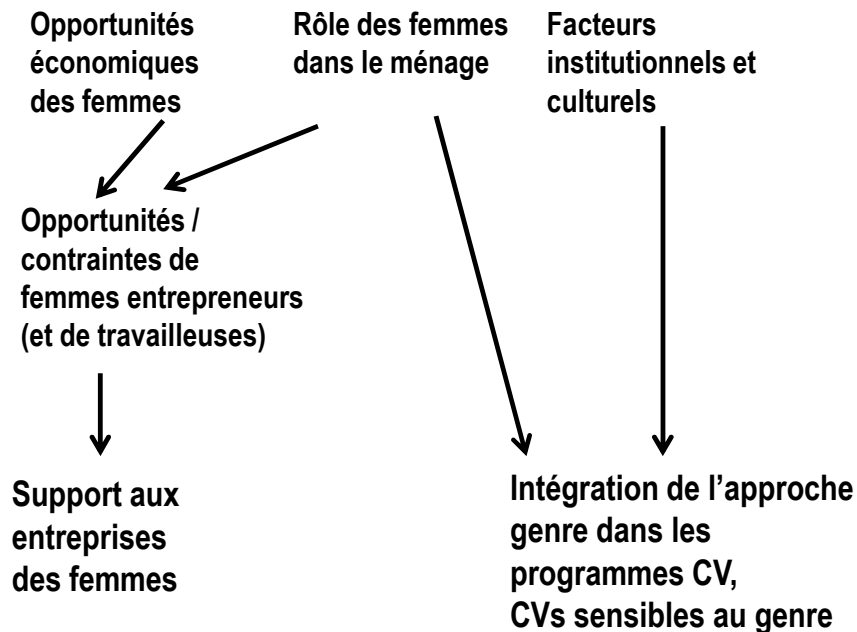 Opportunités
économiques
des femmes
Rôle des femmes
dans le ménage
Facteurs
institutionnels et
culturels
Opportunités /
contraintes de
femmes entrepreneurs
(et de travailleuses)
Support aux
entreprises
des femmes
Intégration de l’approche
genre dans les
programmes CV,
CVs sensibles au genre